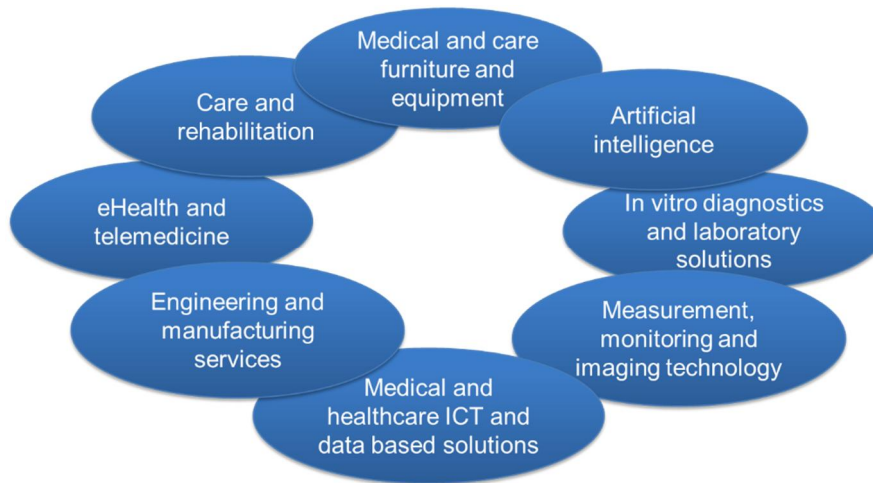 Medical and care
furniture and
equipment
Artificial
intelligence
In vitro diagnostics
and laboratory
solutions
Measurement,
monitoring and
imaging technology
Medical and
healthcare ICT and
data based solutions
Engineering and
manufacturing
services
eHealth and
telemedicine
Care and
rehabilitation